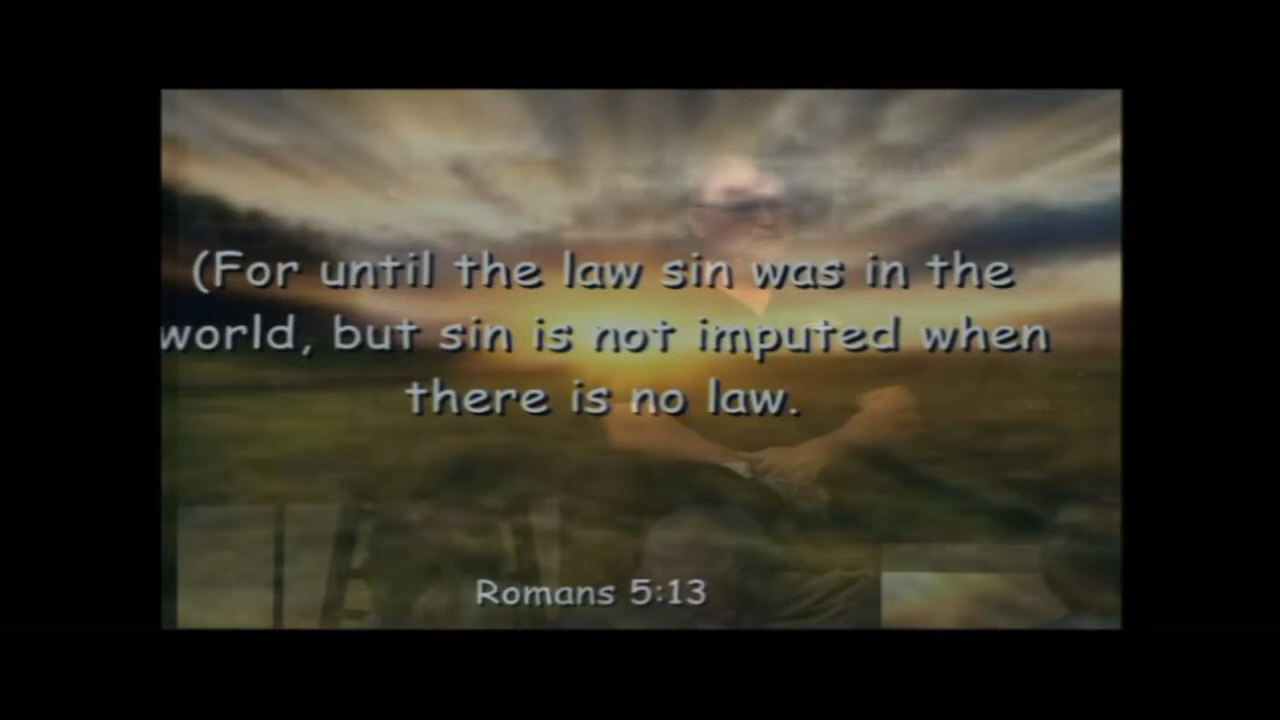 (For until the law sin was in the
world, but sin is not imputed when
there is no law.
Romans 5:13